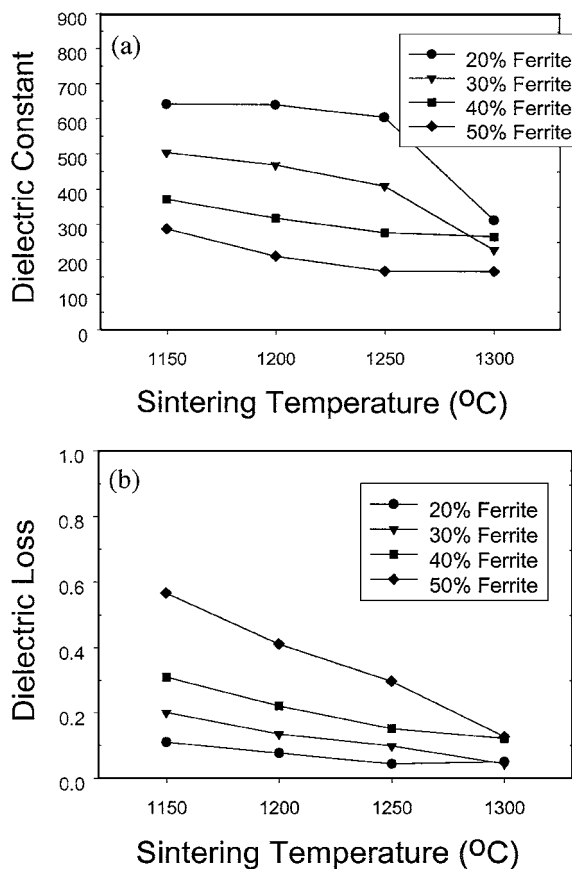 (a)
900
800
700
600
500
400
300
200
100
0
Dielectric Constant
20% Ferrite
30% Ferrite
40% Ferrite
50% Ferrite
1150 1200 1250 1300
Sintering Temperature (ºC)
(b)
1.0
0.8
0.6
0.4
0.2
0.0
Dielectric Loss
20% Ferrite
30% Ferrite
40% Ferrite
50% Ferrite
1150 1200 1250 1300
Sintering Temperature (ºC)